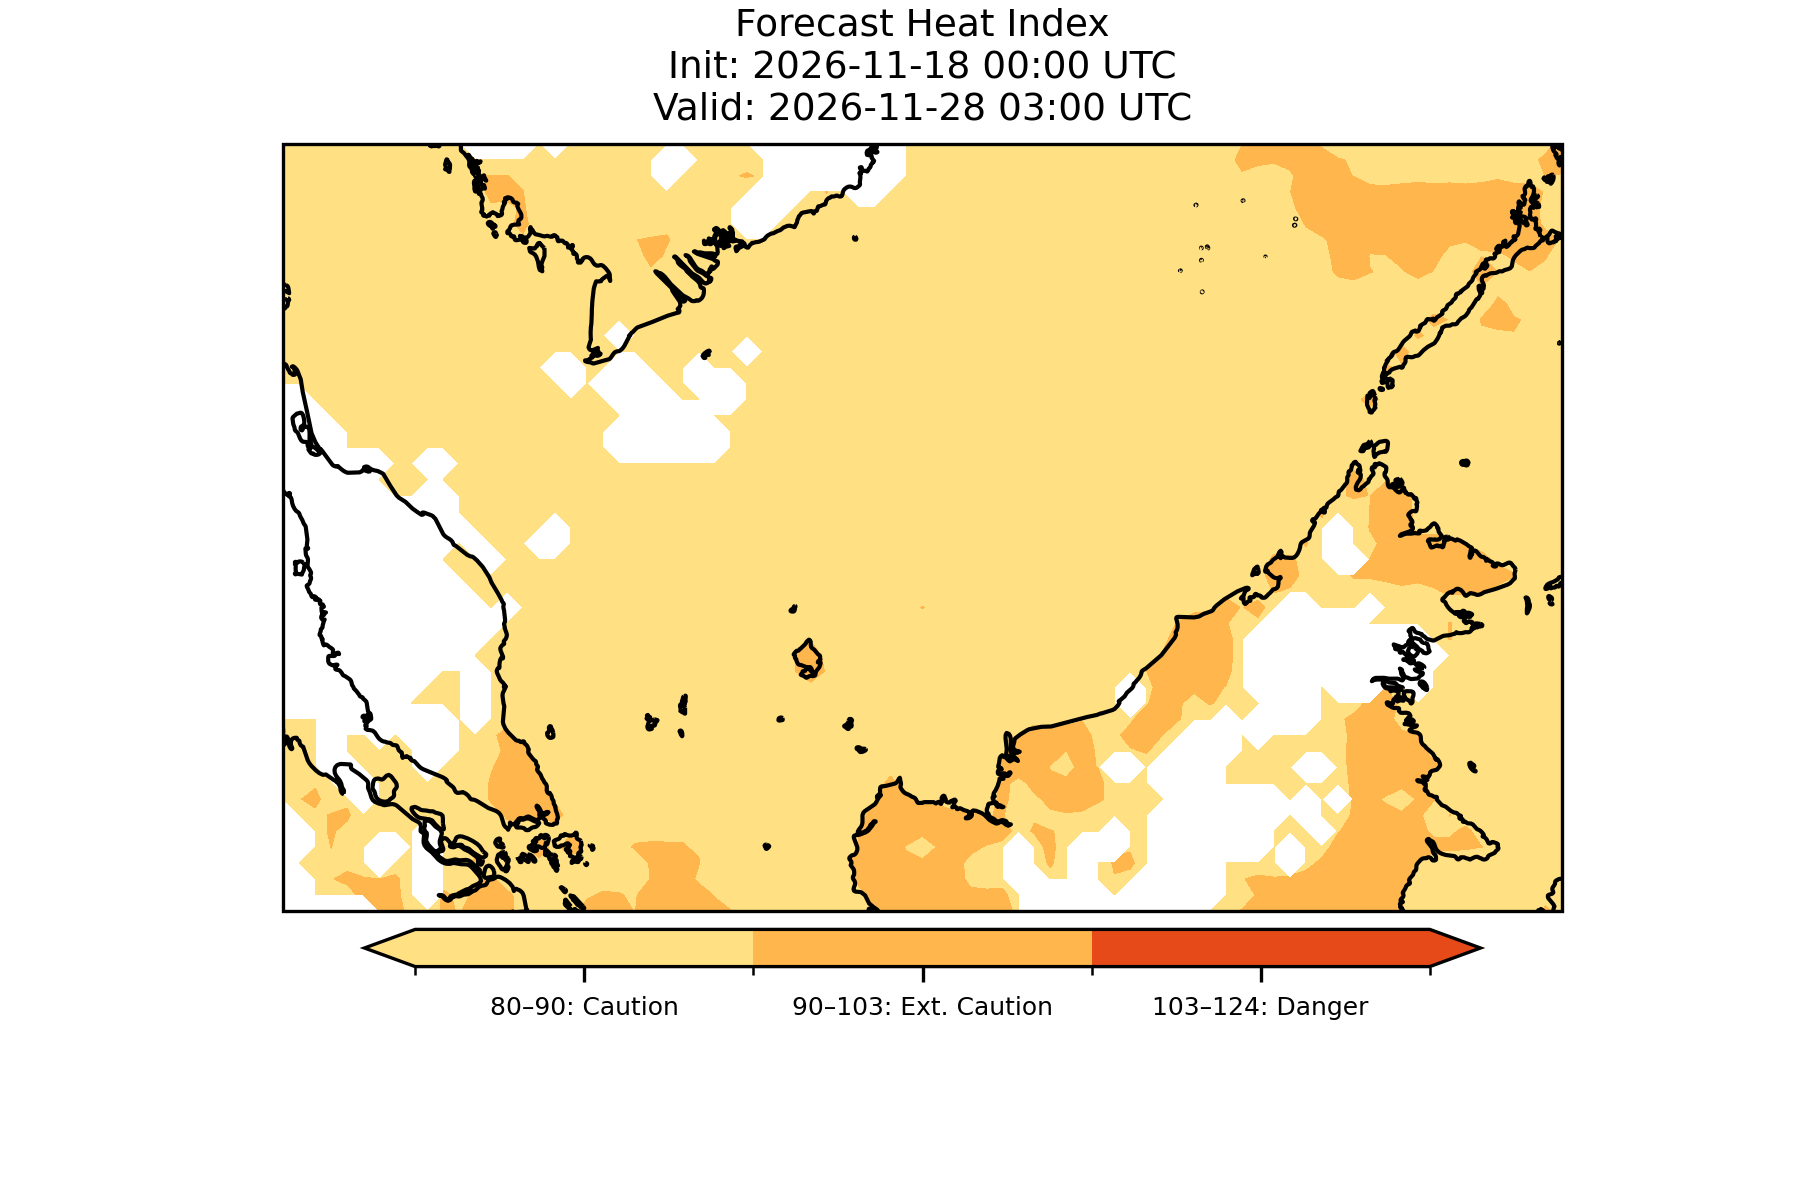 Forecast Heat Index
Init: 2026-11-18 00:00 UTC
Valid: 2026-11-28 03:00 UTC
80–90: Caution
90–103: Ext. Caution
103–124: Danger